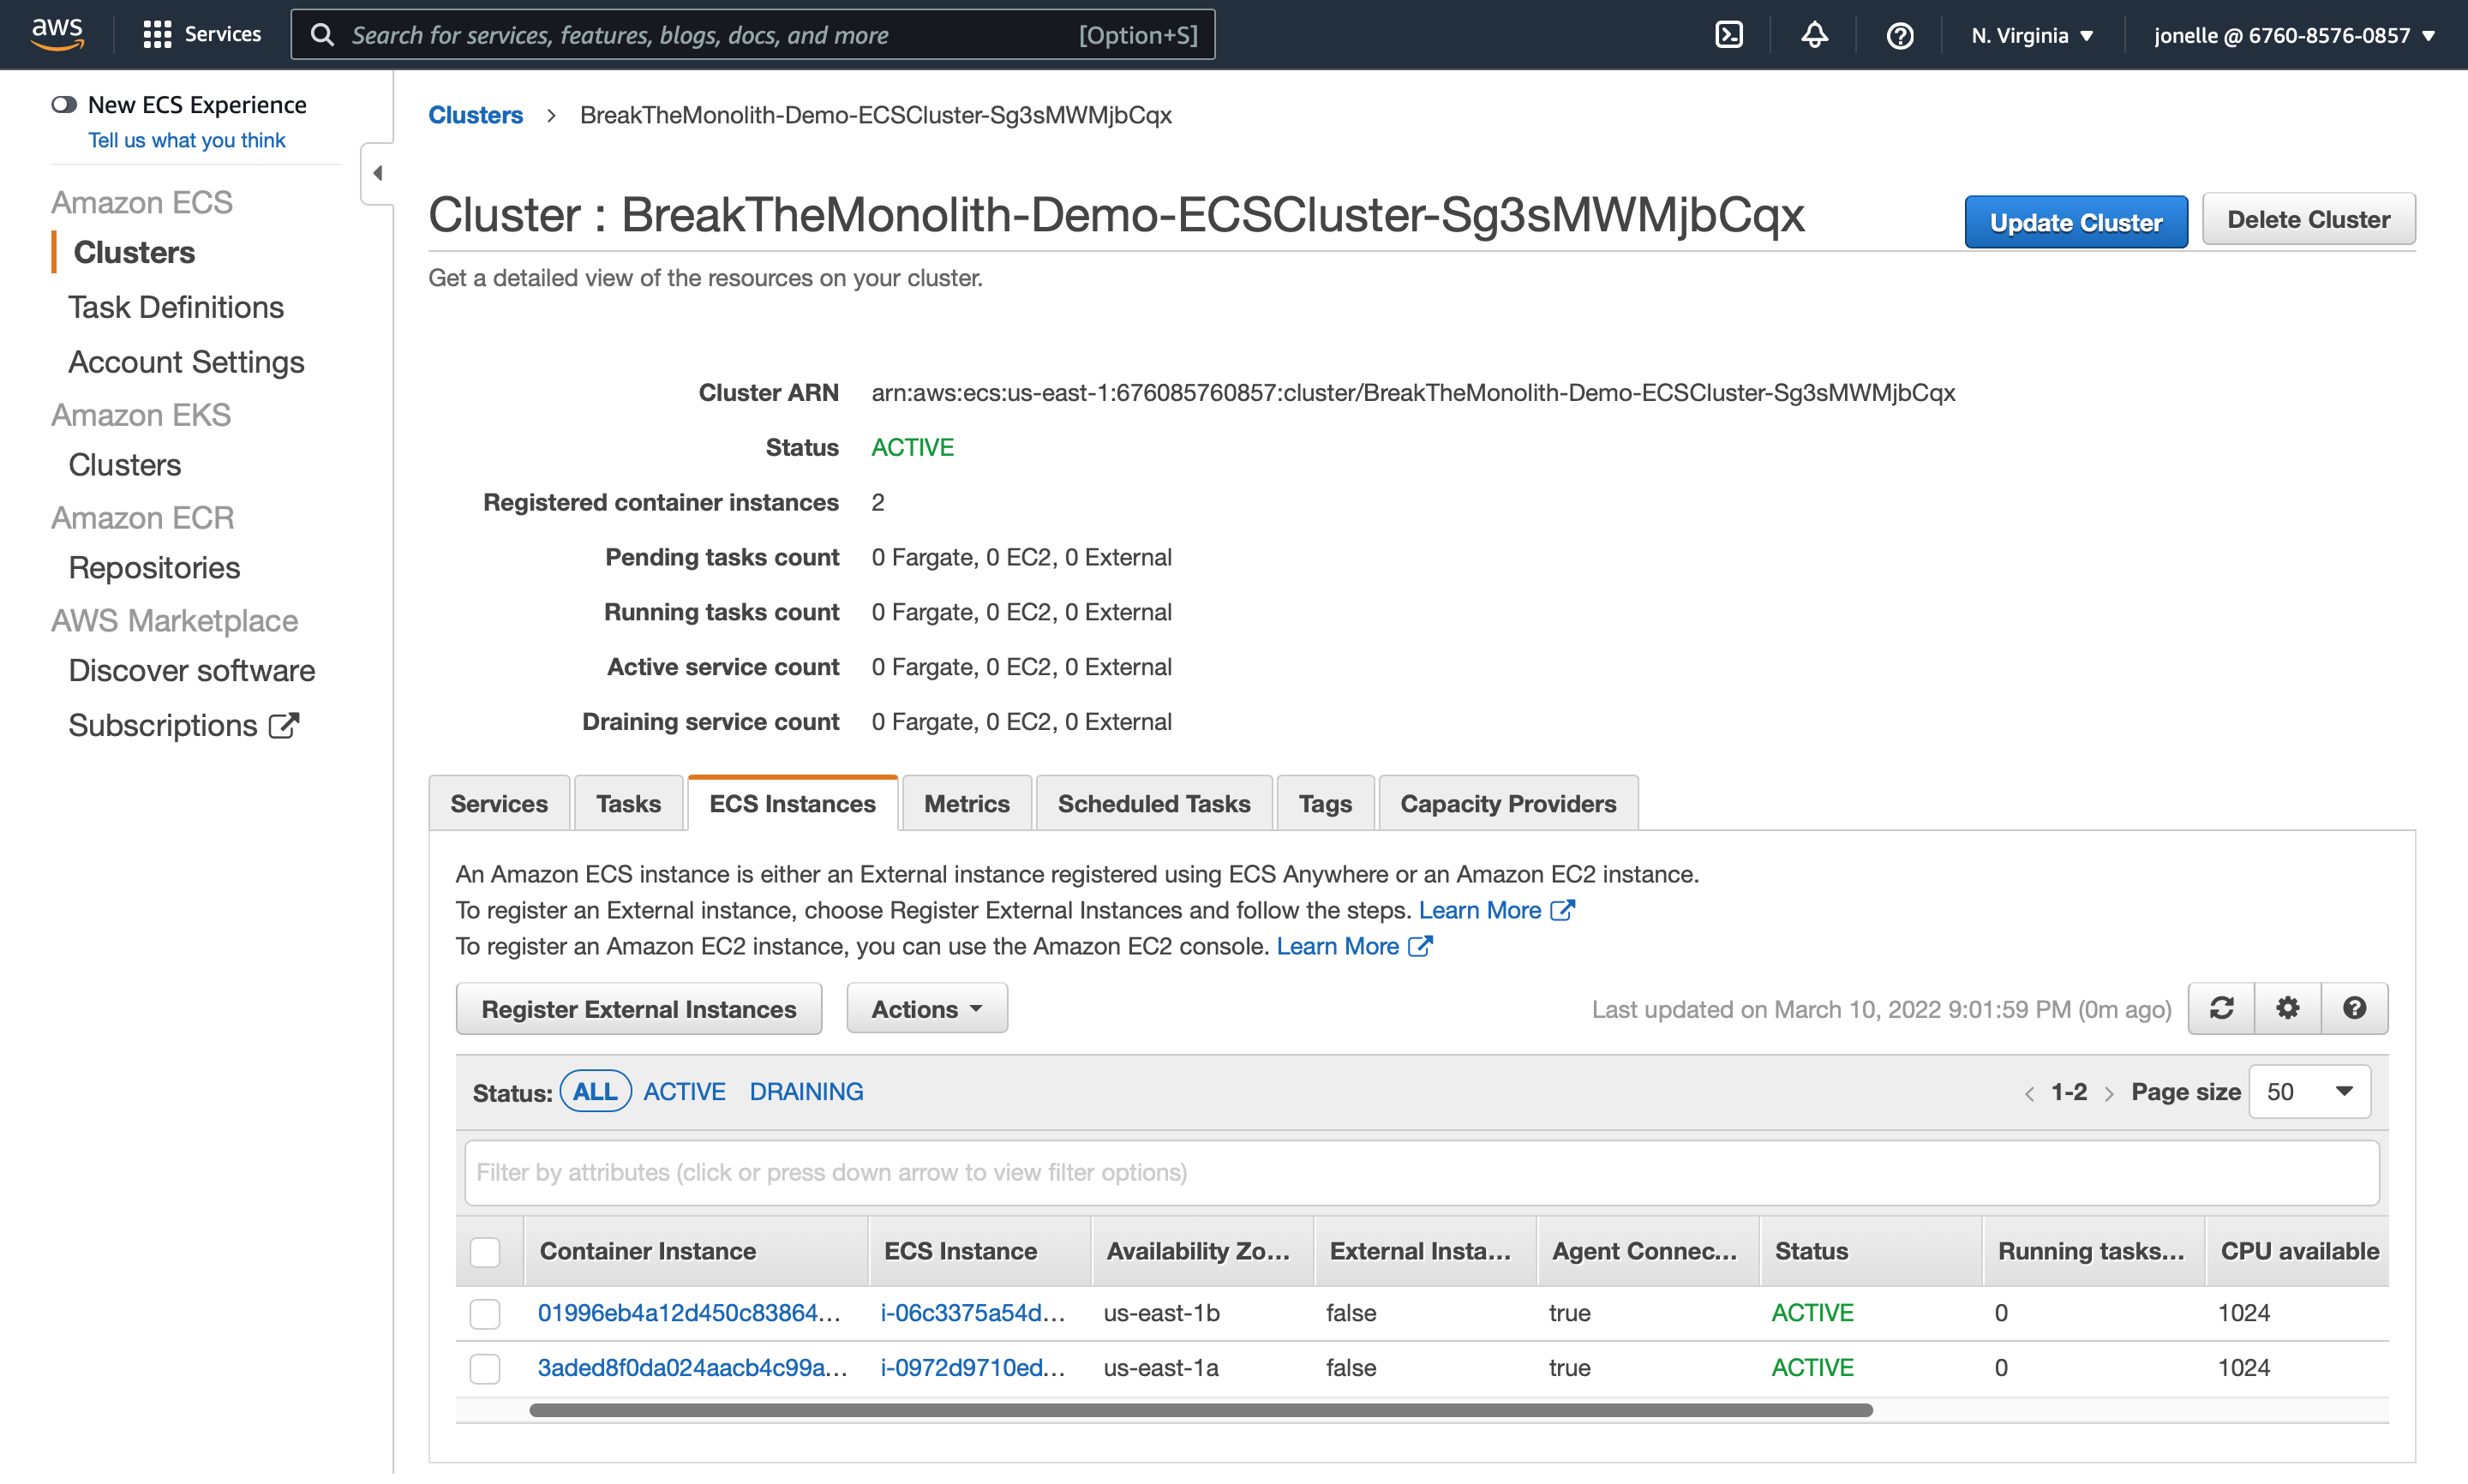 aws
Services
Search for services, features, blogs, docs, and more [Option+S]
N. Virginia
jonelle @ 6760-8576-0857
New ECS Experience
Tell us what you think
Amazon ECS
Clusters
Task Definitions
Account Settings
Amazon EKS
Clusters
Amazon ECR
Repositories
AWS Marketplace
Discover software
Subscriptions
Clusters > BreakTheMonolith-Demo-ECSCluster-Sg3sMWMjbCqx
Cluster : BreakTheMonolith-Demo-ECSCluster-Sg3sMWMjbCqx
Update Cluster
Delete Cluster
Get a detailed view of the resources on your cluster.
Cluster ARN arn:aws:ecs:us-east-1:676085760857:cluster/BreakTheMonolith-Demo-ECSCluster-Sg3sMWMjbCqx
Status ACTIVE
Registered container instances 2
Pending tasks count 0 Fargate, 0 EC2, 0 External
Running tasks count 0 Fargate, 0 EC2, 0 External
Active service count 0 Fargate, 0 EC2, 0 External
Draining service count 0 Fargate, 0 EC2, 0 External
Services Tasks ECS Instances Metrics Scheduled Tasks Tags Capacity Providers
An Amazon ECS instance is either an External instance registered using ECS Anywhere or an Amazon EC2 instance.
To register an External instance, choose Register External Instances and follow the steps. Learn More
To register an Amazon EC2 instance, you can use the Amazon EC2 console. Learn More
Register External Instances Actions Last updated on March 10, 2022 9:01:59 PM (0m ago)
Status: ALL ACTIVE DRAINING < 1-2 > Page size 50
Filter by attributes (click or press down arrow to view filter options)
Container Instance ECS Instance Availability Zo... External Insta... Agent Connec... Status Running tasks... CPU available
01996eb4a12d450c83864... i-06c3375a54d... us-east-1b false true ACTIVE 0 1024
3aded8f0da024aacb4c99a... i-0972d9710ed... us-east-1a false true ACTIVE 0 1024